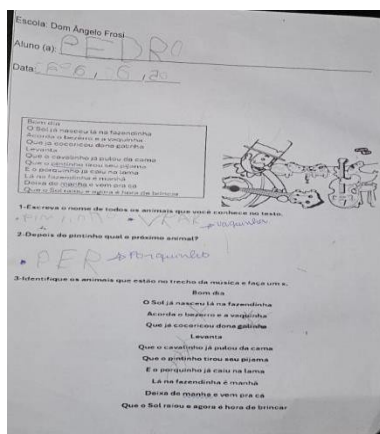 Escola: Dom Ângelo Frosi
Aluno (a): PEDRO
Data:
Bom dia
O Sol já nasceu lá na fazendinha
Acorda o bezerro e a vaquinha
Que já cocoricou dona galinha
Levanta
Que o cavalinho já pulou da cama
Que o pintinho tirou seu pijama
E o porquinho já caiu na lama
Lá na fazendinha é manhã
Deixa de manha e vem pra cá
Que o Sol raiou e agora é hora de brincar
1-Escreva o nome de todos os animais que você conhece no texto.
vaquinha
2-Depois do pintinho qual o próximo animal?
PER porquinho
3-Identifique os animais que estão no trecho da música e faça um x.
Bom dia
O Sol já nasceu lá na fazendinha
Acorda o bezerro e a vaquinha
Que já cocoricou dona galinha
Levanta
Que o cavalinho já pulou da cama
Que o pintinho tirou seu pijama
E o porquinho já caiu na lama
Lá na fazendinha é manhã
Deixa de manha e vem pra cá
Que o Sol raiou e agora é hora de brincar